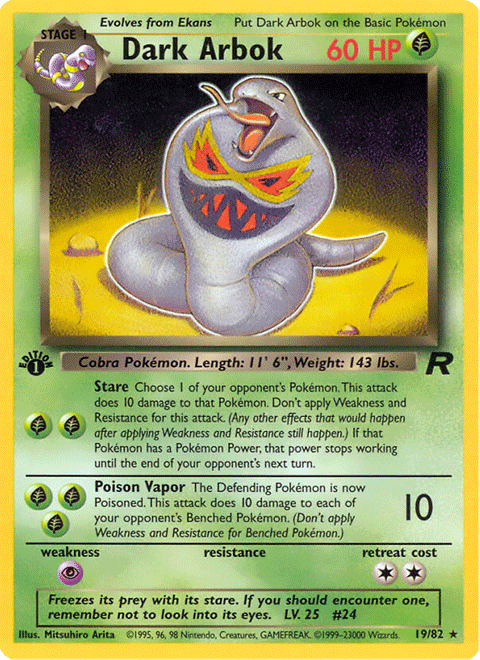 Evolves from Ekans Put Dark Arbok on the Basic Pokémon
STAGE 1
Dark Arbok 60 HP
EDITION
1
Cobra Pokémon. Length: 11' 6", Weight: 143 lbs.
R
Stare Choose 1 of your opponent's Pokémon. This attack
does 10 damage to that Pokémon. Don't apply Weakness and
Resistance for this attack. (Any other effects that would happen
after applying Weakness and Resistance still happen.) If that
Pokémon has a Pokémon Power, that power stops working
until the end of your opponent's next turn.
Poison Vapor The Defending Pokémon is now
Poisoned. This attack does 10 damage to each of
your opponent's Benched Pokémon. (Don't apply
Weakness and Resistance for Benched Pokémon.)
10
weakness resistance retreat cost
Freezes its prey with its stare. If you should encounter one,
remember not to look into its eyes. LV. 25 #24
Illus. Mitsuhiro Arita ©1995, 96, 98 Nintendo, Creatures, GAMEFREAK. ©1999-23000 Wizards. 19/82 ★